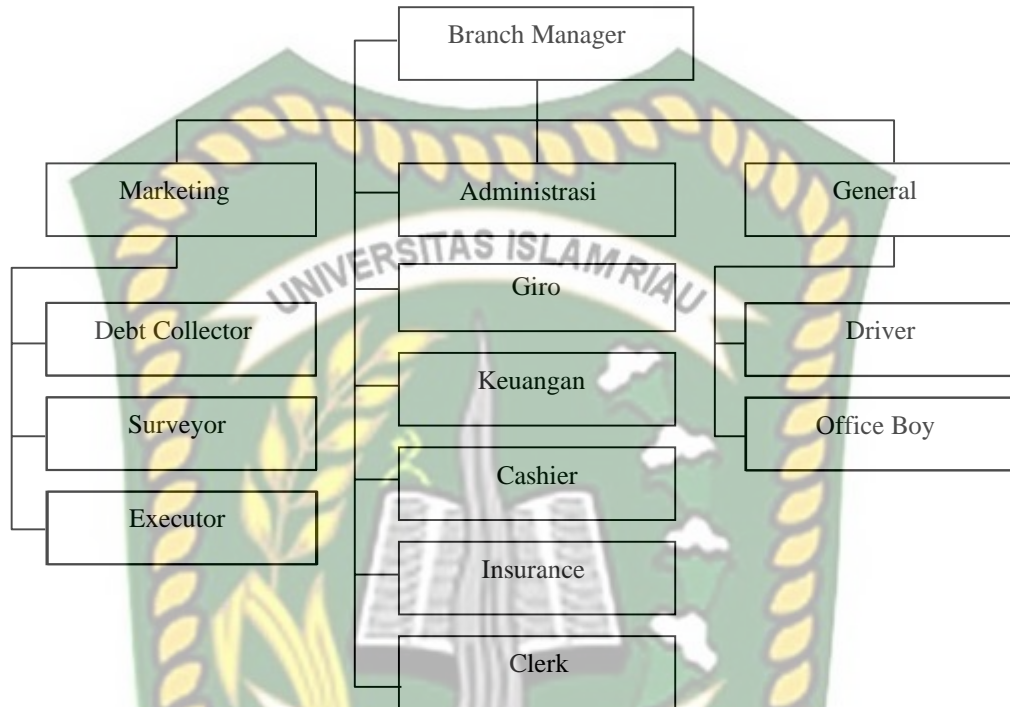 Branch Manager
Marketing
Administrasi
General
UNIVERSITAS ISLAM RIAU
Giro
Debt Collector
Driver
Keuangan
Surveyor
Office Boy
Cashier
Executor
Insurance
Clerk